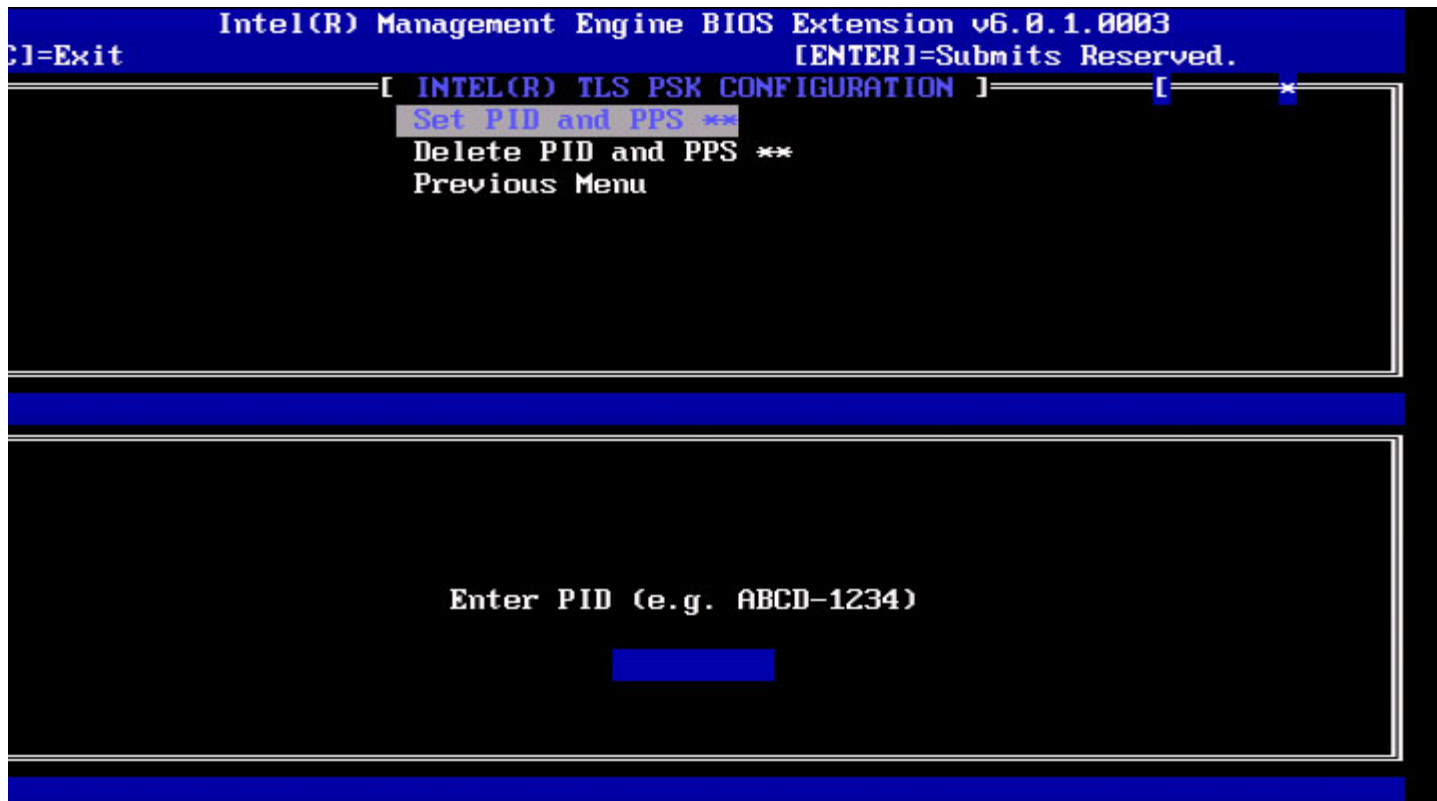 Intel(R) Management Engine BIOS Extension v6.0.1.0003
C]=Exit [ENTER]=Submits Reserved.
[ INTEL(R) TLS PSK CONFIGURATION ] [ *
Set PID and PPS **
Delete PID and PPS **
Previous Menu
Enter PID (e.g. ABCD-1234)